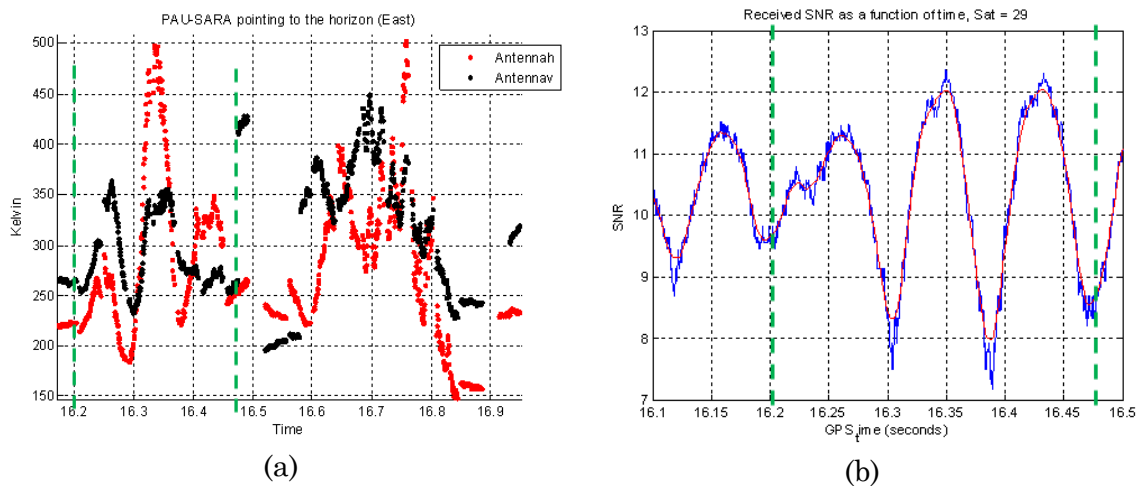 PAU-SARA pointing to the horizon (East)
500
450
400
350
300
250
200
150
Kelvin
Antennah
Antennav
16.2 16.3 16.4 16.5 16.6 16.7 16.8 16.9
Time
(a)
Received SNR as a function of time, Sat = 29
13
12
11
10
9
8
7
SNR
16.1 16.15 16.2 16.25 16.3 16.35 16.4 16.45 16.5
GPS_time (seconds)
(b)